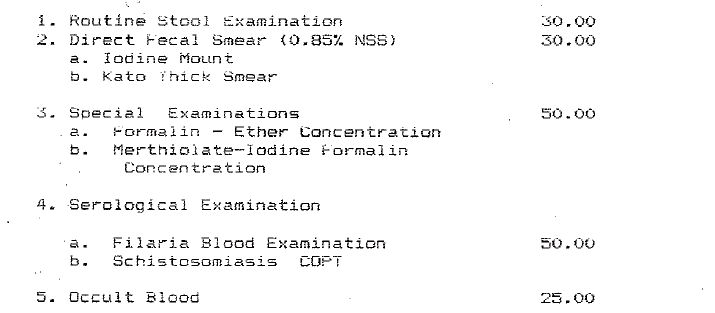 1. Routine Stool Examination 30.00
2. Direct Fecal Smear (0.85% NSS) 30.00
a. Iodine Mount
b. Kato Thick Smear
3. Special Examinations 50.00
a. Formalin - Ether Concentration
b. Merthiolate-Iodine Formalin
Concentration
4. Serological Examination
a. Filaria Blood Examination 50.00
b. Schistosomiasis COPT
5. Occult Blood 25.00